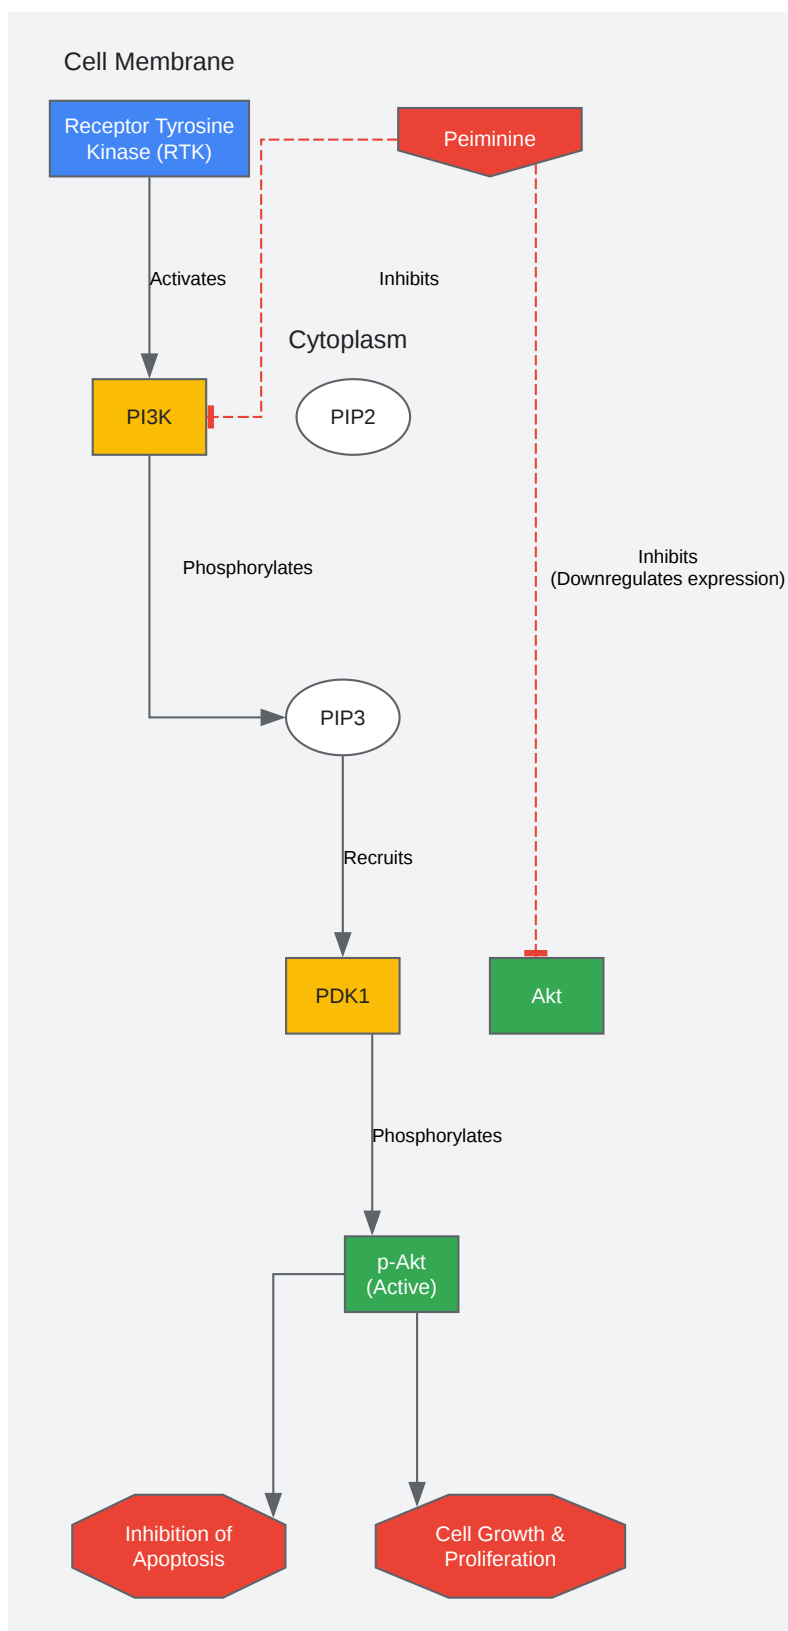 Cell Membrane
Receptor Tyrosine
Kinase (RTK)
Peiminine
Activates
Inhibits
Cytoplasm
PI3K
PIP2
Phosphorylates
Inhibits
(Downregulates expression)
PIP3
Recruits
PDK1
Akt
Phosphorylates
p-Akt
(Active)
Inhibition of
Apoptosis
Cell Growth &
Proliferation